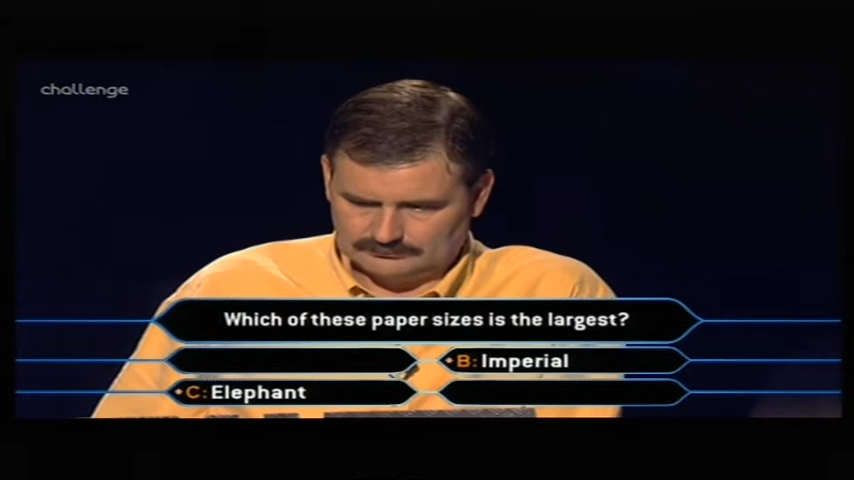 challenge
Which of these paper sizes is the largest?
B: Imperial
C: Elephant